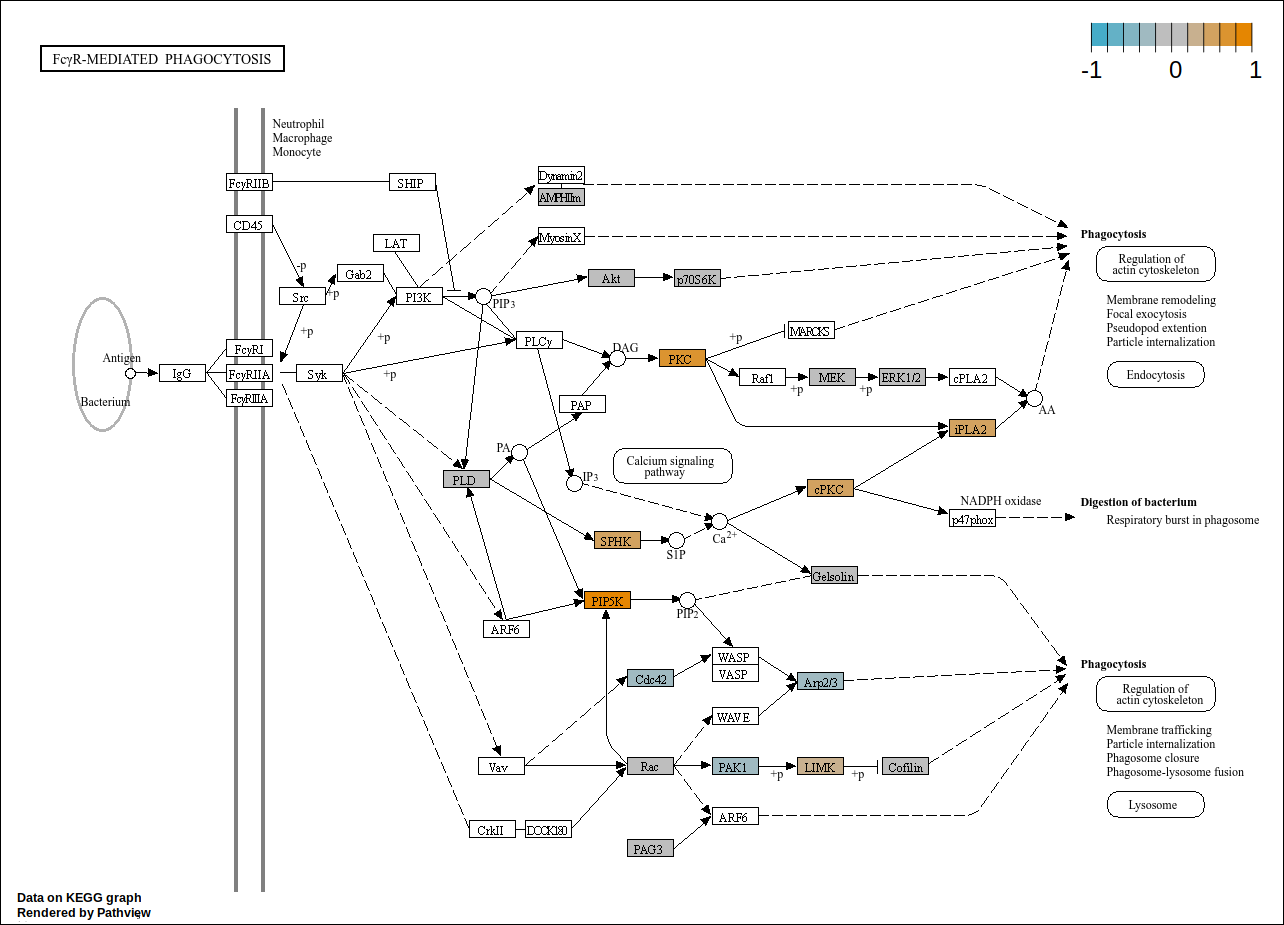 FcγR-MEDIATED PHAGOCYTOSIS
-1 0 1
Neutrophil
Macrophage
Monocyte
FcγRIIB
SHIP
Dynamin2
AMPHIIm
CD45
LAT
MyosinX
Phagocytosis
Regulation of
actin cytoskeleton
-p
Gab2
+p
Src
PI3K
PIP3
Akt
p70S6K
Membrane remodeling
Focal exocytosis
Pseudopod extention
Particle internalization
+p
+p
PLCγ
DAG
PKC
+p
MARCKS
Antigen
IgG
FcγRI
FcγRIIA
FcγRIIIA
Syk
+p
Raf1
+p
MEK
+p
ERK1/2
cPLA2
Endocytosis
Bacterium
PAP
AA
iPLA2
PA
Calcium signaling
pathway
PLD
IP3
cPKC
NADPH oxidase
p47phox
Digestion of bacterium
Respiratory burst in phagosome
SPHK
S1P
Ca2+
Gelsolin
PIP5K
PIP2
ARF6
WASP
VASP
Cdc42
Arp2/3
Phagocytosis
Regulation of
actin cytoskeleton
WAVE
Membrane trafficking
Particle internalization
Phagosome closure
Phagosome-lysosome fusion
Vav
Rac
PAK1
+p
LIMK
+p
Cofilin
Lysosome
CrkII
DOCK180
ARF6
PAG3
Data on KEGG graph
Rendered by Pathview